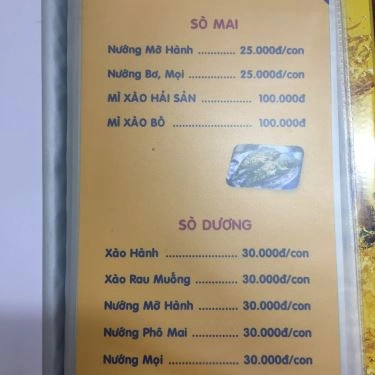 SÒ MAI
Nướng Mỡ Hành ............ 25.000đ/con
Nướng Bơ, Mọi .............. 25.000đ/con
MÌ XÀO HẢI SẢN .............. 100.000đ
MÌ XÀO BÒ ........................ 100.000đ
SÒ DƯƠNG
Xào Hành ...................... 30.000đ/con
Xào Rau Muống ............ 30.000đ/con
Nướng Mỡ Hành ............ 30.000đ/con
Nướng Phô Mai .............. 30.000đ/con
Nướng Mọi .................... 30.000đ/con